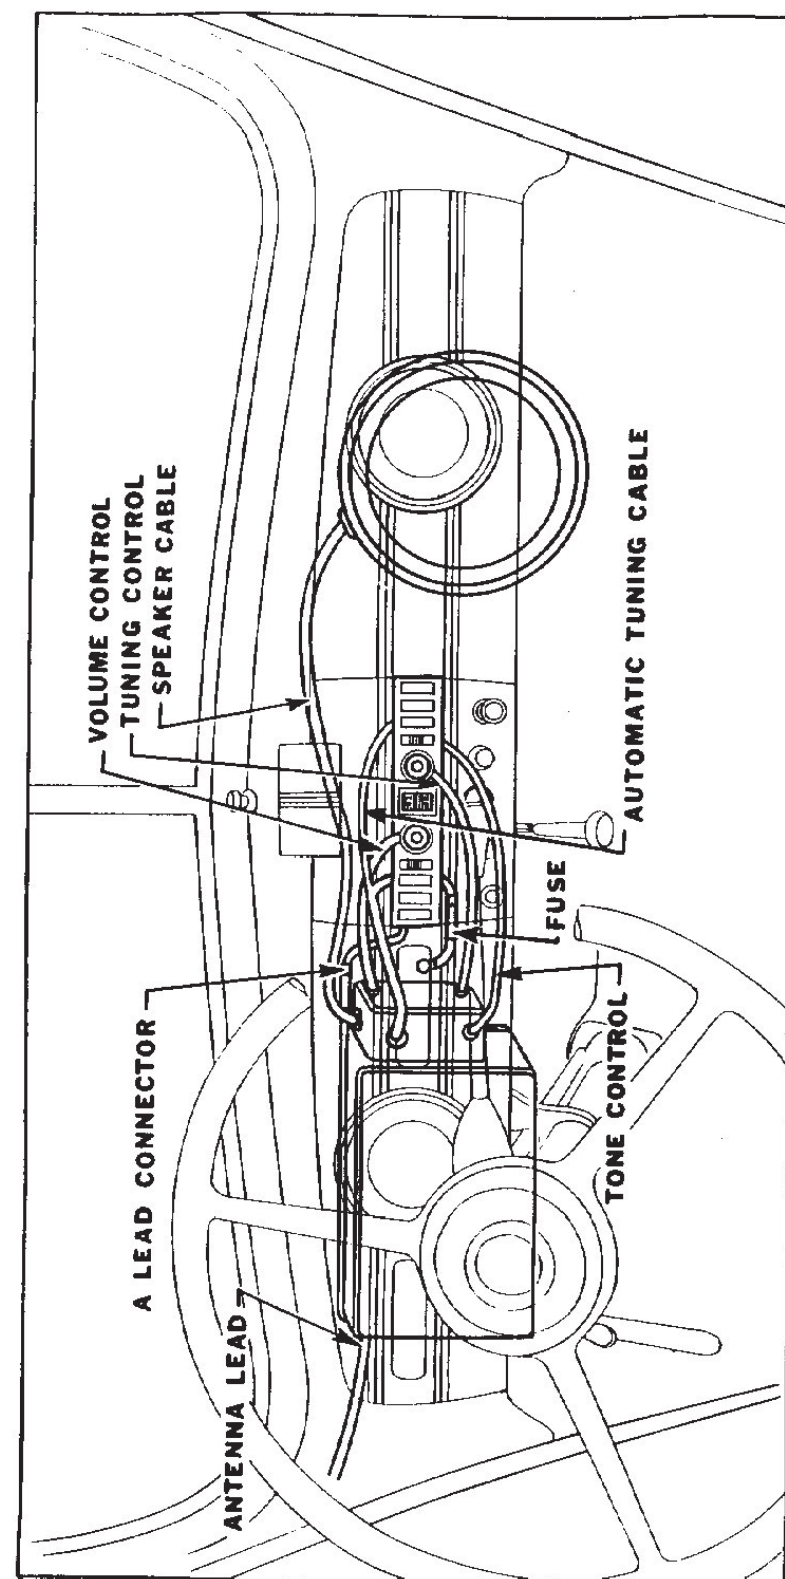 VOLUME CONTROL
TUNING CONTROL
SPEAKER CABLE
A LEAD CONNECTOR
ANTENNA LEAD
AUTOMATIC TUNING CABLE
FUSE
TONE CONTROL